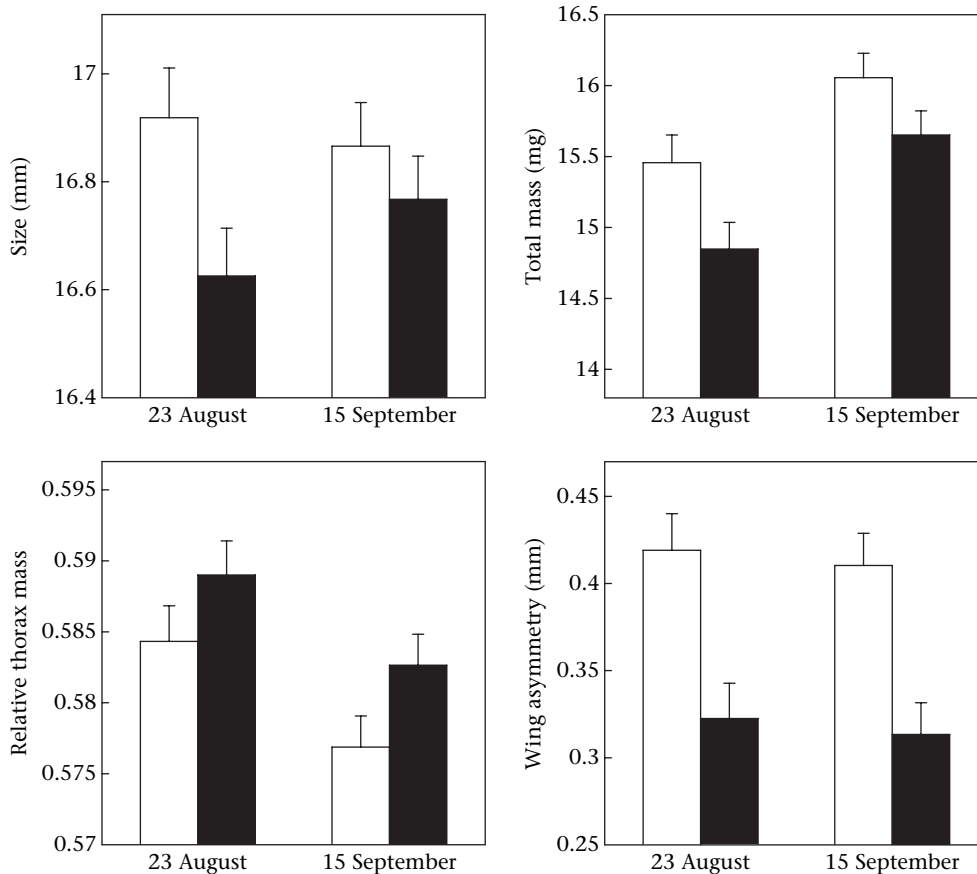 Size (mm)
17
16.8
16.6
16.4
23 August
15 September
Total mass (mg)
16.5
16
15.5
15
14.5
14
23 August
15 September
Relative thorax mass
0.595
0.59
0.585
0.58
0.575
0.57
23 August
15 September
Wing asymmetry (mm)
0.45
0.4
0.35
0.3
0.25
23 August
15 September